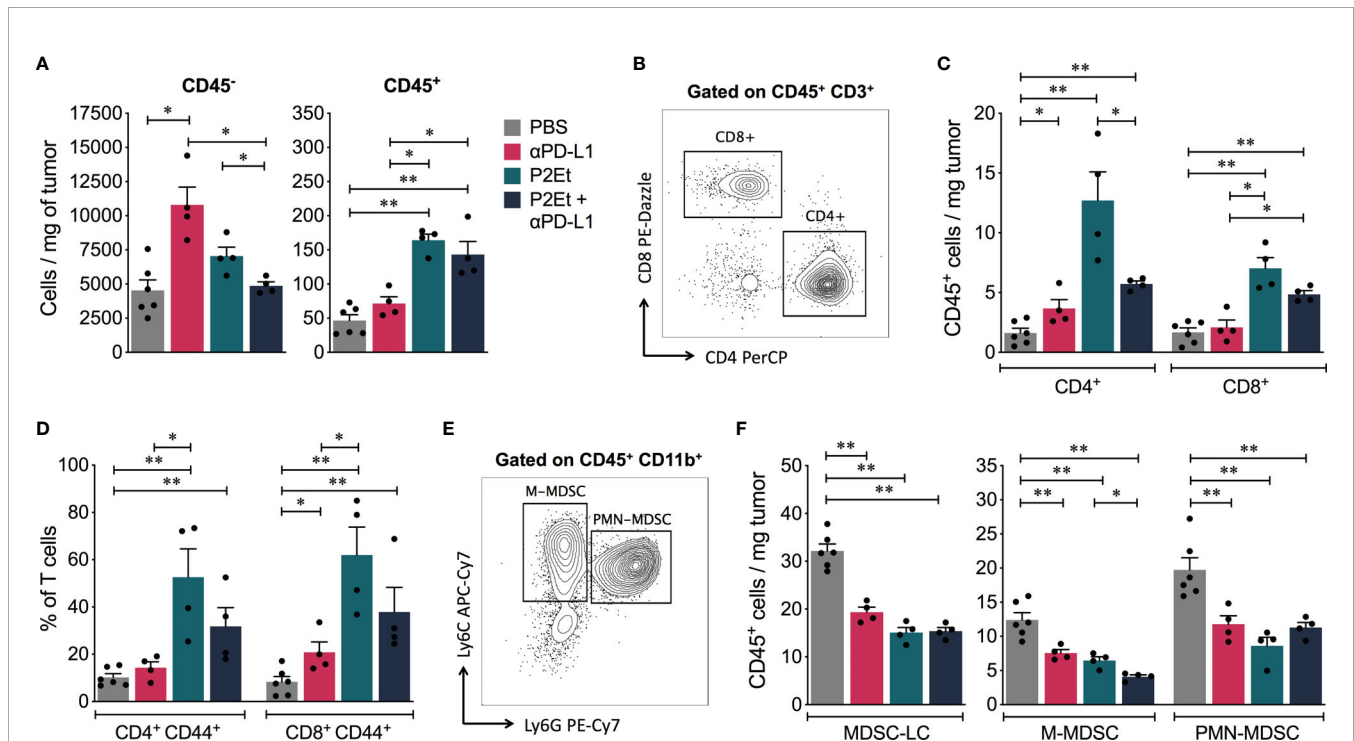 A
CD45-
Cells / mg of tumor
17500
15000
12500
10000
7500
5000
2500
0
*
*
*
CD45+
350
300
250
200
150
100
50
0
*
*
**
**
PBS
αPD-L1
P2Et
P2Et +
αPD-L1
B
Gated on CD45+ CD3+
CD8+
CD4+
CD8 PE-Dazzle
CD4 PerCP
C
CD45+ cells / mg tumor
20
15
10
5
0
**
**
*
*
**
**
*
*
CD4+
CD8+
D
% of T cells
100
80
60
40
20
0
*
**
**
*
**
**
*
CD4+ CD44+
CD8+ CD44+
E
Gated on CD45+ CD11b+
M-MDSC
PMN-MDSC
Ly6C APC-Cy7
Ly6G PE-Cy7
F
CD45+ cells / mg tumor
50
40
30
20
10
0
**
**
**
MDSC-LC
35
30
25
20
15
10
5
0
**
**
**
*
**
**
**
M-MDSC
PMN-MDSC